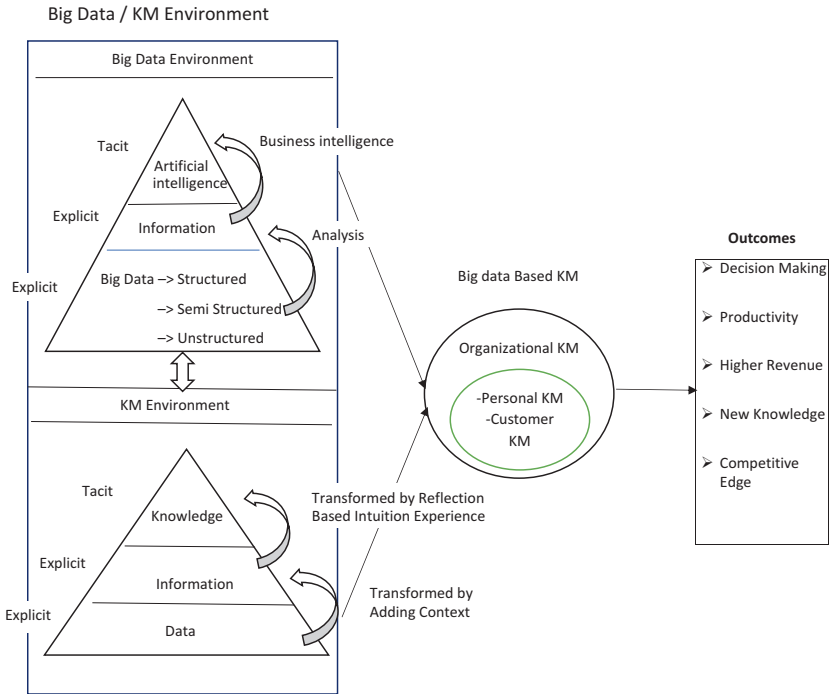 Big Data / KM Environment
Big Data Environment
Tacit
Explicit
Explicit
Artificial
intelligence
Information
Big Data –> Structured
–> Semi Structured
–> Unstructured
Business intelligence
Analysis
KM Environment
Tacit
Explicit
Explicit
Knowledge
Information
Data
Transformed by Reflection
Based Intuition Experience
Transformed by
Adding Context
Big data Based KM
Organizational KM
-Personal KM
-Customer
KM
Outcomes
➢ Decision Making
➢ Productivity
➢ Higher Revenue
➢ New Knowledge
➢ Competitive
Edge